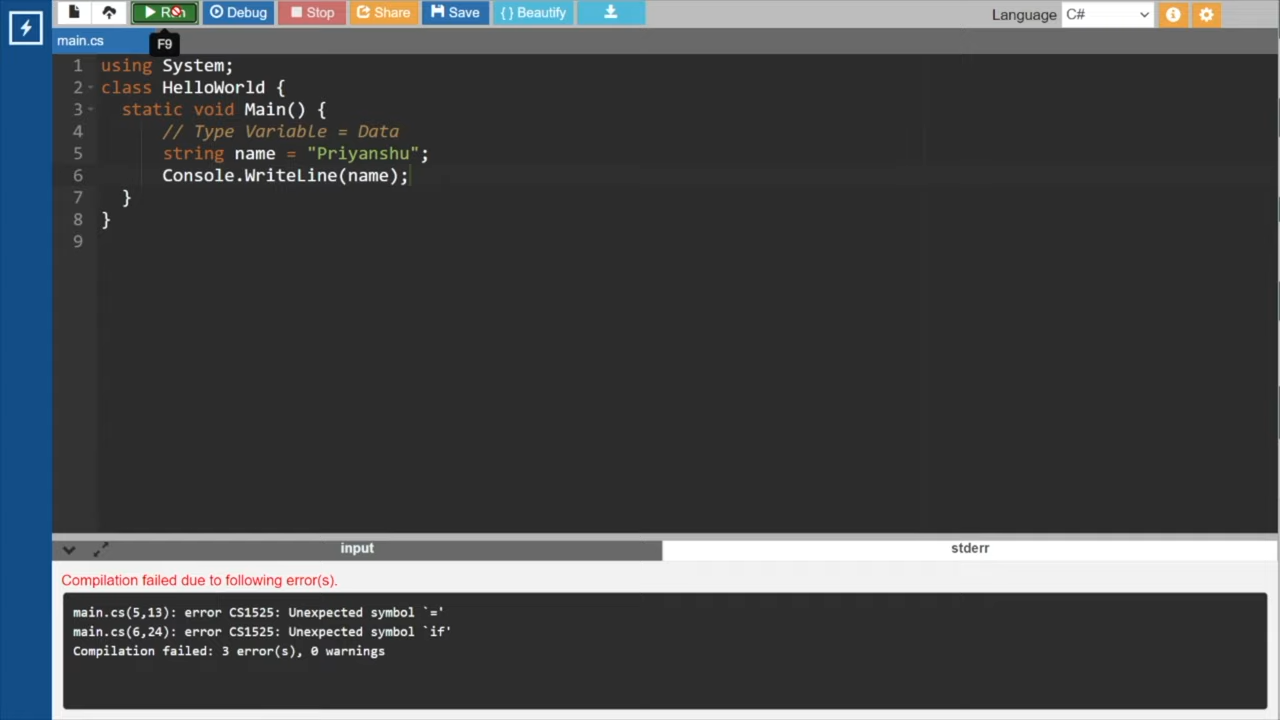 Run Debug Stop Share Save { } Beautify Language C#
main.cs F9
1 using System;
2 class HelloWorld {
3 static void Main() {
4 // Type Variable = Data
5 string name = "Priyanshu";
6 Console.WriteLine(name);
7 }
8 }
9
input stderr
Compilation failed due to following error(s).
main.cs(5,13): error CS1525: Unexpected symbol `='
main.cs(6,24): error CS1525: Unexpected symbol `if'
Compilation failed: 3 error(s), 0 warnings